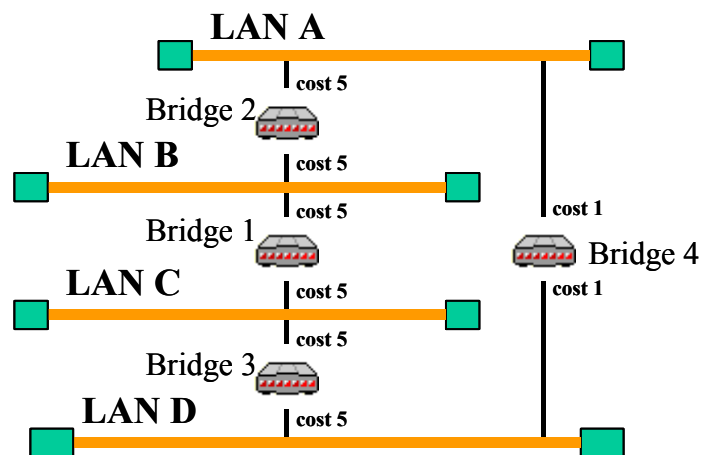 LAN A
cost 5
Bridge 2
LAN B
cost 5
cost 5
cost 1
Bridge 1
Bridge 4
LAN C
cost 5
cost 1
cost 5
Bridge 3
LAN D
cost 5